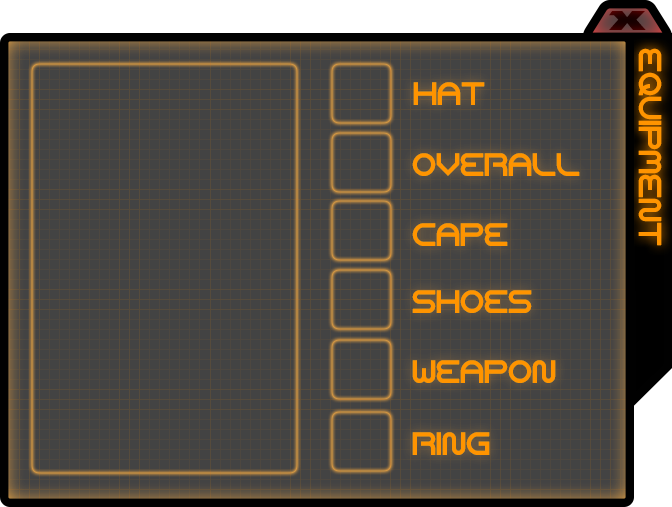 X
HAT
OVERALL
CAPE
SHOES
WEAPON
RING
EQUIPMENT